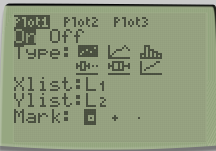 Plot1 Plot2 Plot3
On Off
Type:
Xlist:L1
Ylist:L2
Mark: + .